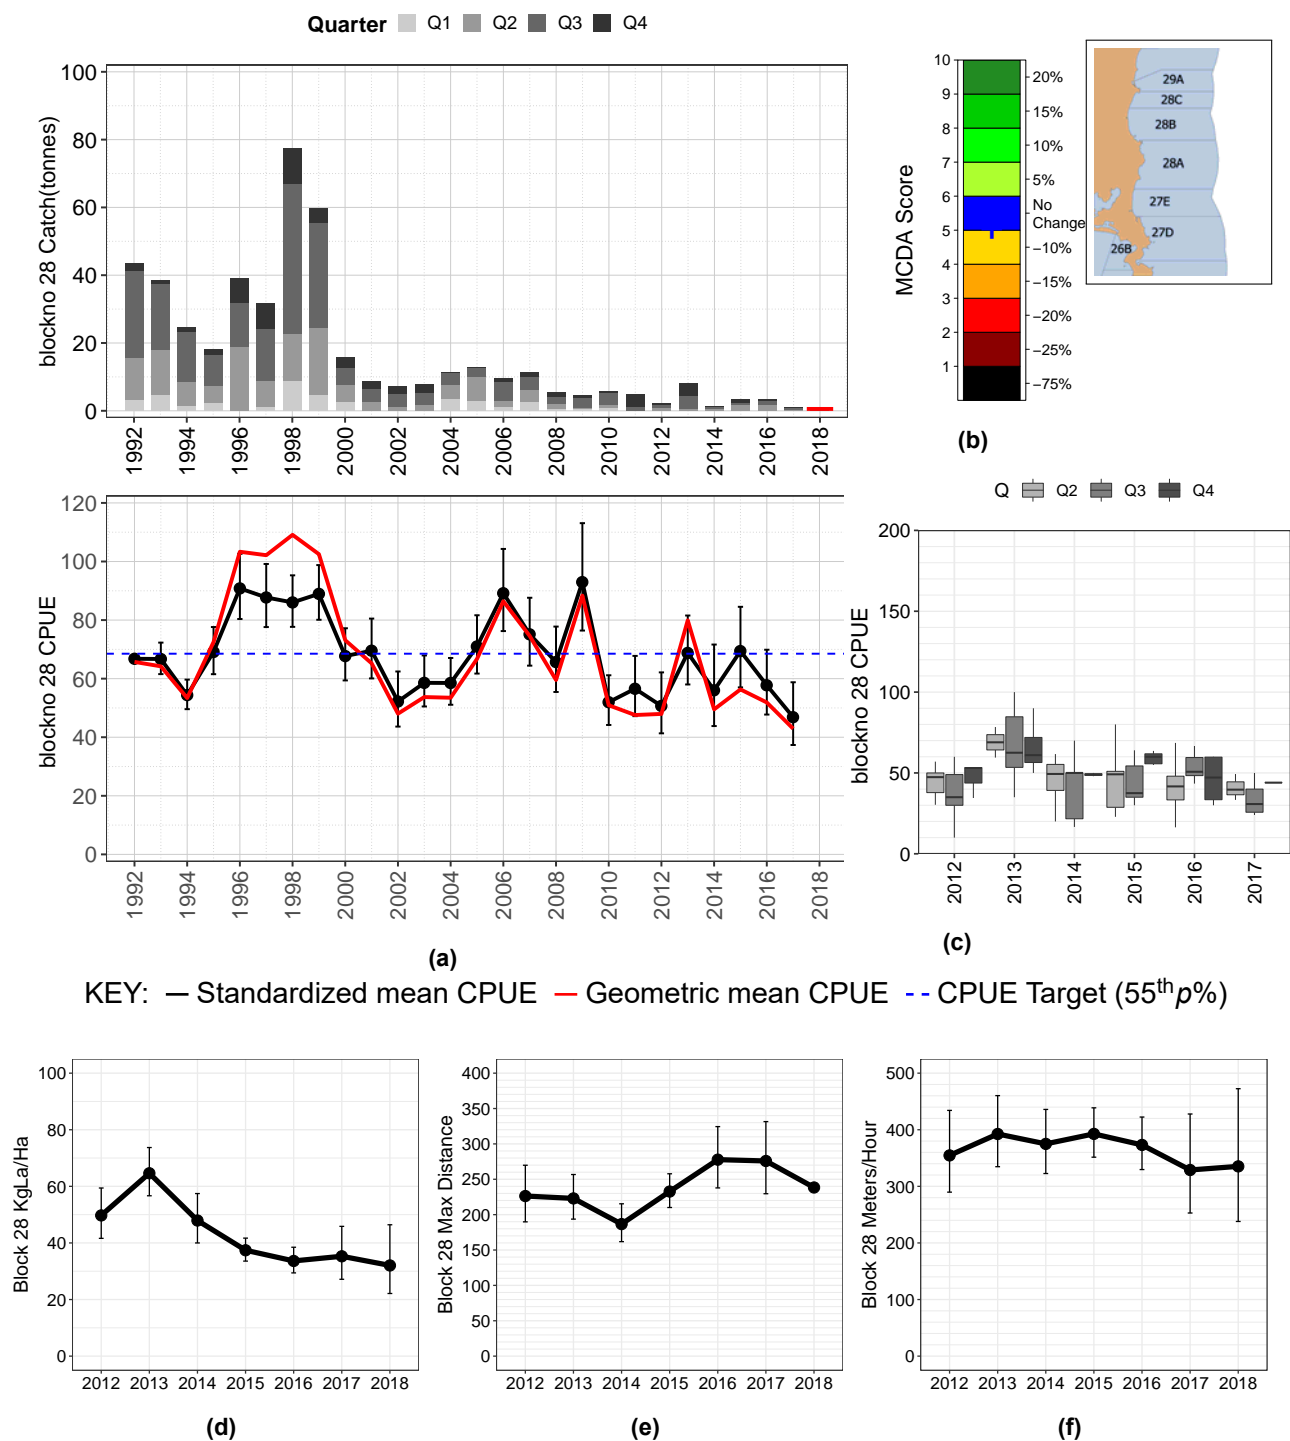 Quarter Q1 Q2 Q3 Q4
blockno 28 Catch(tonnes)
100
80
60
40
20
0
1992 1994 1996 1998 2000 2002 2004 2006 2008 2010 2012 2014 2016 2018
blockno 28 CPUE
120
100
80
60
40
20
0
1992 1994 1996 1998 2000 2002 2004 2006 2008 2010 2012 2014 2016 2018
(a)
MCDA Score
10
9
8
7
6
5
4
3
2
1
20%
15%
10%
5%
No
Change
−10%
−15%
−20%
−25%
−75%
29A
28C
28B
28A
27E
27D
26B
(b)
Q Q2 Q3 Q4
blockno 28 CPUE
200
150
100
50
0
2012 2013 2014 2015 2016 2017
(c)
KEY: Standardized mean CPUE Geometric mean CPUE CPUE Target (55th p%)
Block 28 KgLa/Ha
100
80
60
40
20
0
2012 2013 2014 2015 2016 2017 2018
(d)
Block 28 Max Distance
400
350
300
250
200
150
100
50
0
2012 2013 2014 2015 2016 2017 2018
(e)
Block 28 Meters/Hour
500
400
300
200
100
0
2012 2013 2014 2015 2016 2017 2018
(f)